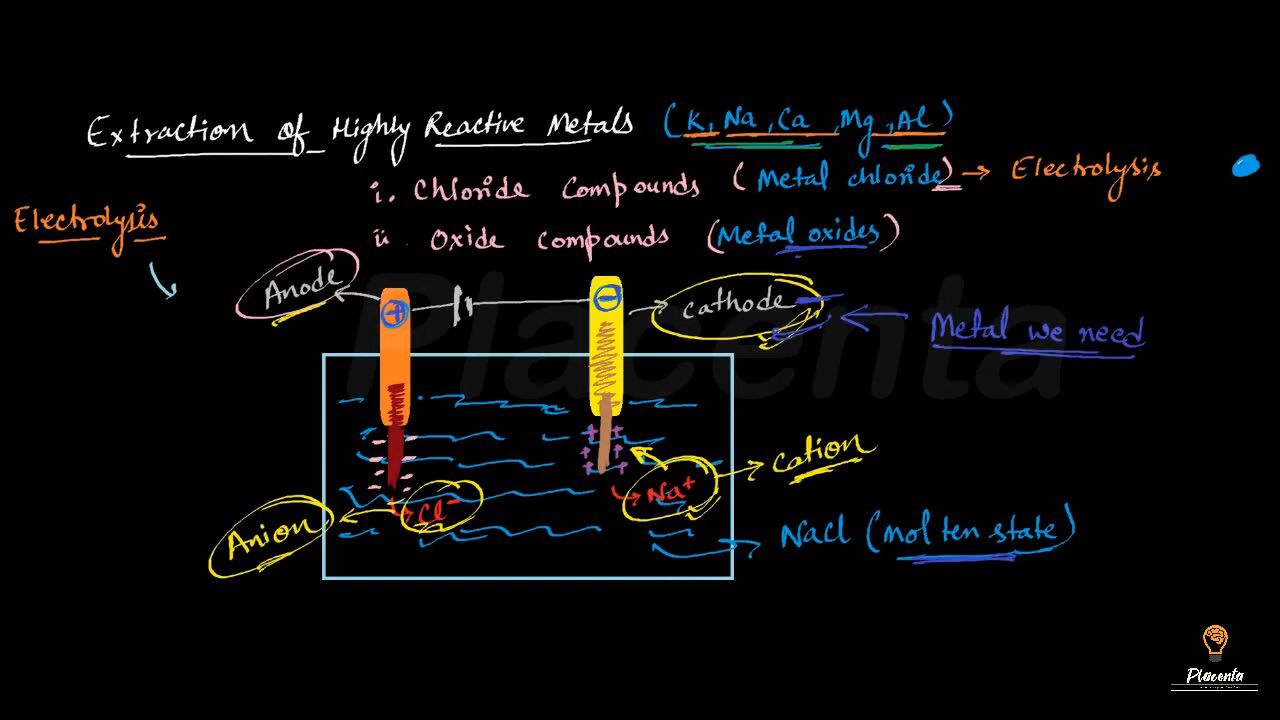 Extraction of Highly Reactive Metals (K, Na, Ca, Mg, Al)
i. Chloride Compounds (Metal chloride) → Electrolysis
ii. Oxide Compounds (Metal oxides)
Electrolysis
Anode
+
−
Cathode
Metal we need
Cation
Na+
Cl-
Anion
NaCl (molten state)
Placenta
Placenta